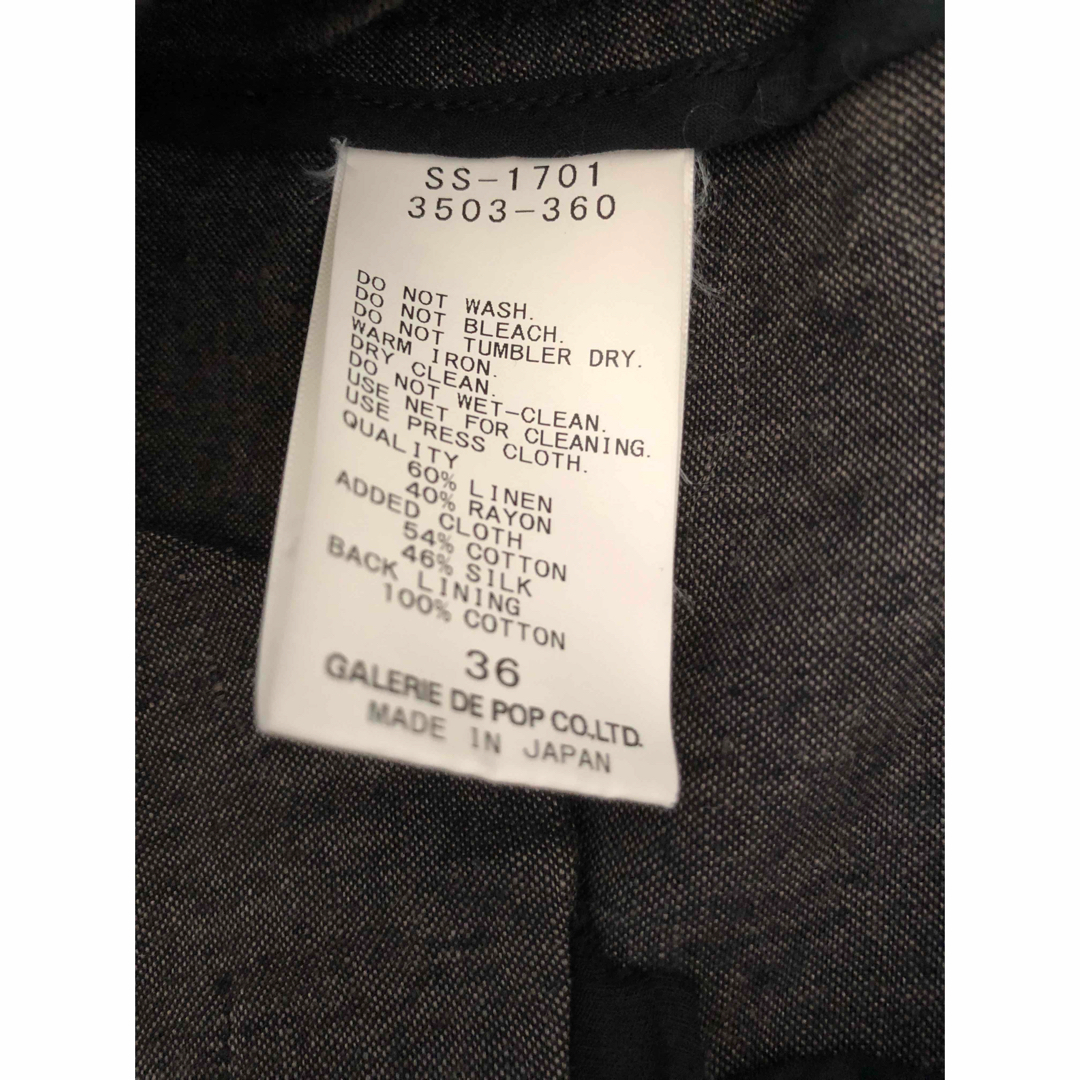 SS-1701
3503-360
DO NOT WASH.
DO NOT BLEACH.
DO NOT TUMBLER DRY.
WARM IRON.
DRY CLEAN.
DO NOT WET-CLEAN.
USE NET FOR CLEANING.
USE PRESS CLOTH.
QUALITY
60% LINEN
40% RAYON
ADDED CLOTH
54% COTTON
46% SILK
BACK LINING
100% COTTON
36
GALERIE DE POP CO.,LTD.
MADE IN JAPAN